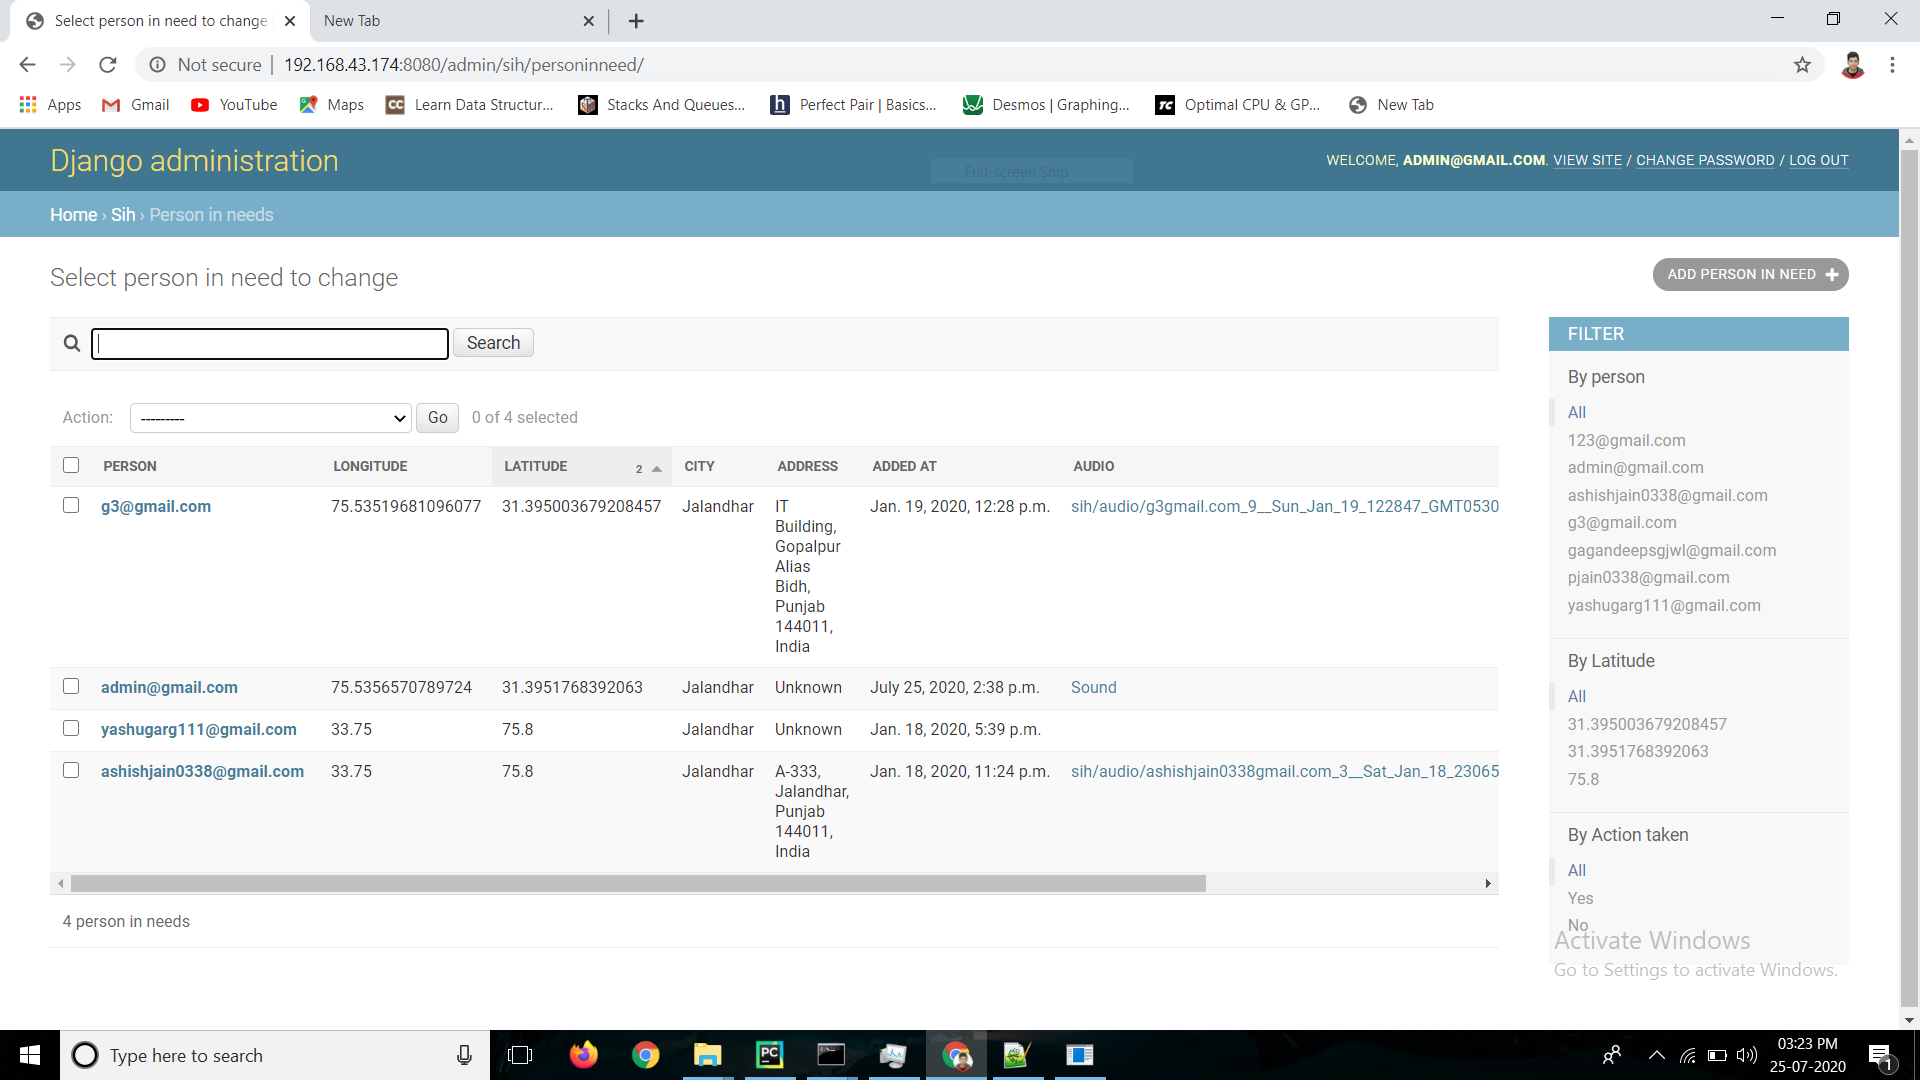 Select person in need to change
New Tab
Not secure
192.168.43.174:8080/admin/sih/personinneed/
Apps
Gmail
YouTube
Maps
CC
Learn Data Structur...
Stacks And Queues...
h
Perfect Pair | Basics...
Desmos | Graphing...
TC
Optimal CPU & GP...
New Tab
Django administration
Full-screen Snip
WELCOME, ADMIN@GMAIL.COM. VIEW SITE / CHANGE PASSWORD / LOG OUT
Home › Sih › Person in needs
Select person in need to change
ADD PERSON IN NEED +
Search
Action:
---------
Go
0 of 4 selected
PERSON LONGITUDE LATITUDE 2 CITY ADDRESS ADDED AT AUDIO
g3@gmail.com 75.53519681096077 31.395003679208457 Jalandhar IT Jan. 19, 2020, 12:28 p.m. sih/audio/g3gmail.com_9__Sun_Jan_19_122847_GMT0530
Building,
Gopalpur
Alias
Bidh,
Punjab
144011,
India
admin@gmail.com 75.5356570789724 31.3951768392063 Jalandhar Unknown July 25, 2020, 2:38 p.m. Sound
yashugarg111@gmail.com 33.75 75.8 Jalandhar Unknown Jan. 18, 2020, 5:39 p.m.
ashishjain0338@gmail.com 33.75 75.8 Jalandhar A-333, Jan. 18, 2020, 11:24 p.m. sih/audio/ashishjain0338gmail.com_3__Sat_Jan_18_23065
Jalandhar,
Punjab
144011,
India
4 person in needs
FILTER
By person
All
123@gmail.com
admin@gmail.com
ashishjain0338@gmail.com
g3@gmail.com
gagandeepsgjwl@gmail.com
pjain0338@gmail.com
yashugarg111@gmail.com
By Latitude
All
31.395003679208457
31.3951768392063
75.8
By Action taken
All
Yes
No
Activate Windows
Go to Settings to activate Windows.
Type here to search
PC
03:23 PM
25-07-2020
1